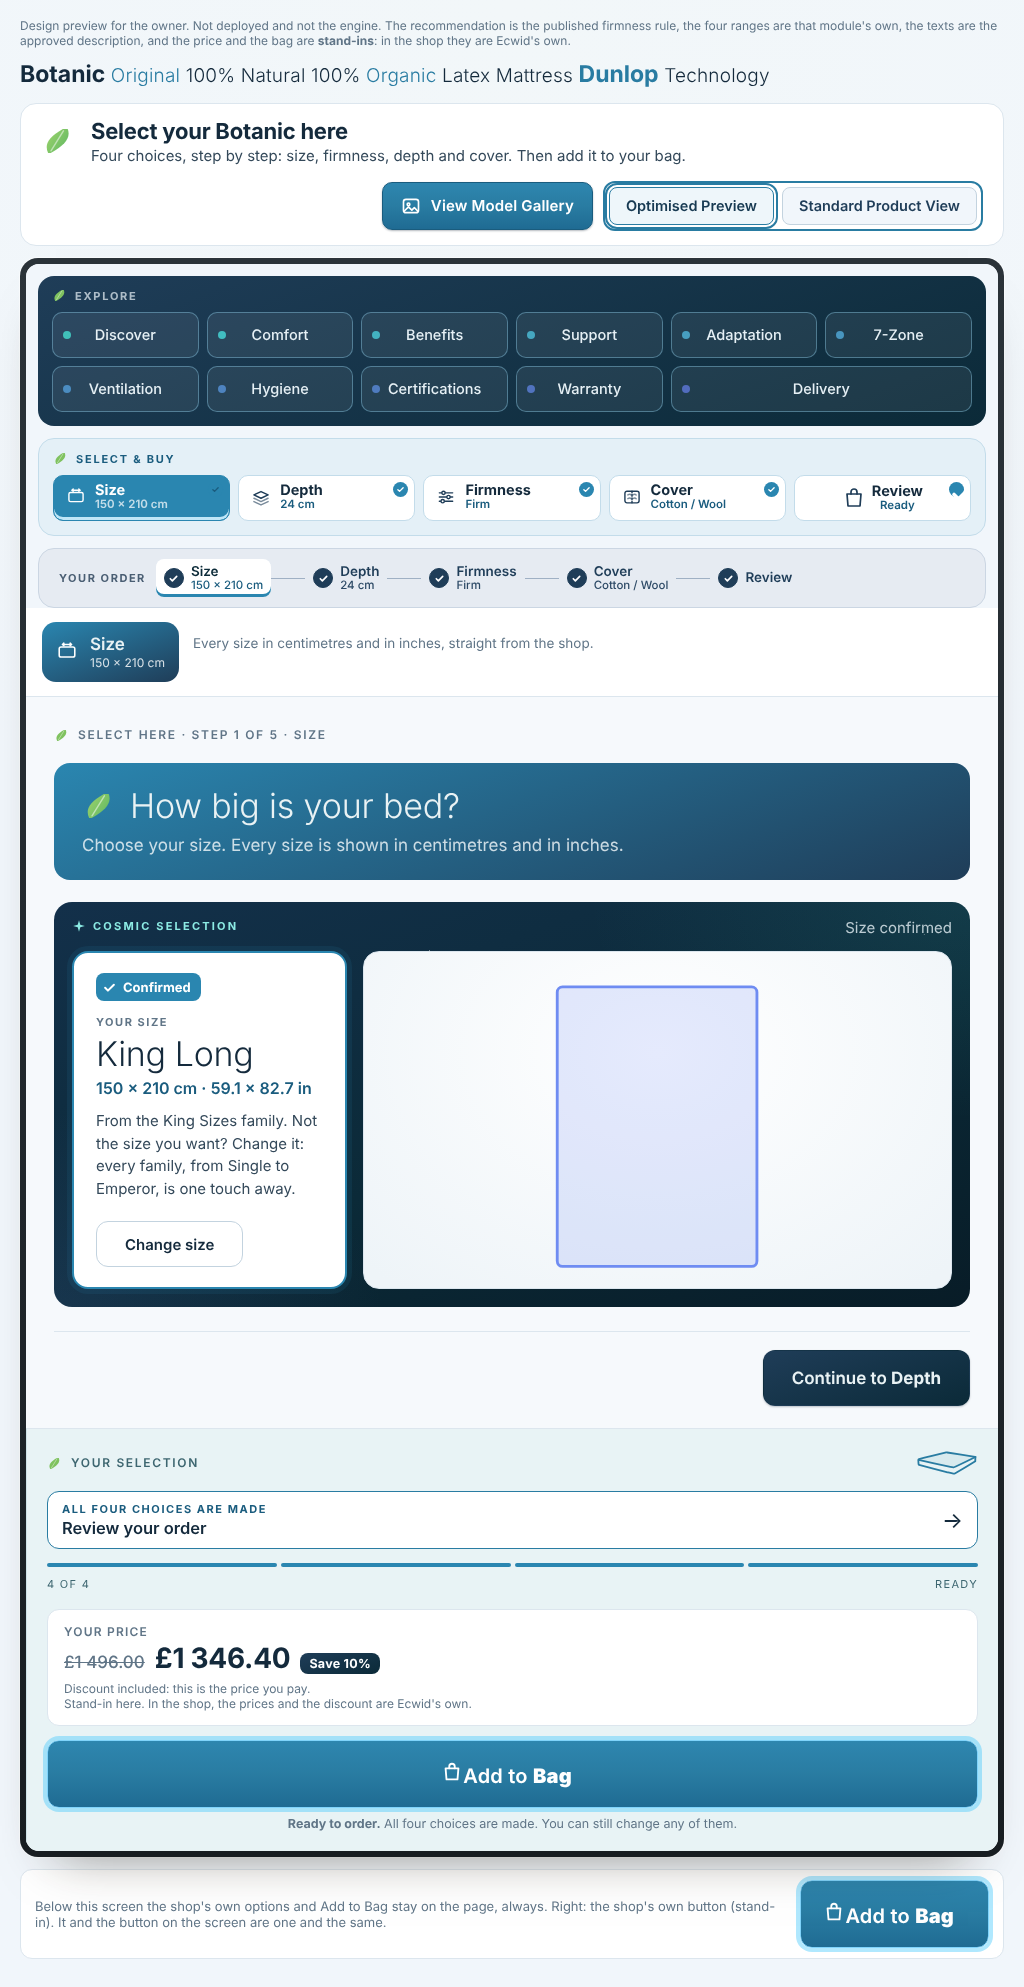 Design preview for the owner. Not deployed and not the engine. The recommendation is the published firmness rule, the four ranges are that module's own, the texts are the
approved description, and the price and the bag are stand-ins: in the shop they are Ecwid's own.
Botanic Original 100% Natural 100% Organic Latex Mattress Dunlop Technology
Select your Botanic here
Four choices, step by step: size, firmness, depth and cover. Then add it to your bag.
View Model Gallery
Optimised Preview
Standard Product View
EXPLORE
Discover
Comfort
Benefits
Support
Adaptation
7-Zone
Ventilation
Hygiene
Certifications
Warranty
Delivery
SELECT & BUY
Size
150 × 210 cm
Depth
24 cm
Firmness
Firm
Cover
Cotton / Wool
Review
Ready
YOUR ORDER
Size
150 × 210 cm
Depth
24 cm
Firmness
Firm
Cover
Cotton / Wool
Review
Size
150 × 210 cm
Every size in centimetres and in inches, straight from the shop.
SELECT HERE · STEP 1 OF 5 · SIZE
How big is your bed?
Choose your size. Every size is shown in centimetres and in inches.
COSMIC SELECTION
Size confirmed
Confirmed
YOUR SIZE
King Long
150 × 210 cm · 59.1 × 82.7 in
From the King Sizes family. Not
the size you want? Change it:
every family, from Single to
Emperor, is one touch away.
Change size
Continue to Depth
YOUR SELECTION
ALL FOUR CHOICES ARE MADE
Review your order
4 OF 4
READY
YOUR PRICE
£1 496.00 £1 346.40 Save 10%
Discount included: this is the price you pay.
Stand-in here. In the shop, the prices and the discount are Ecwid's own.
Add to Bag
Ready to order. All four choices are made. You can still change any of them.
Below this screen the shop's own options and Add to Bag stay on the page, always. Right: the shop's own button (stand-
in). It and the button on the screen are one and the same.
Add to Bag